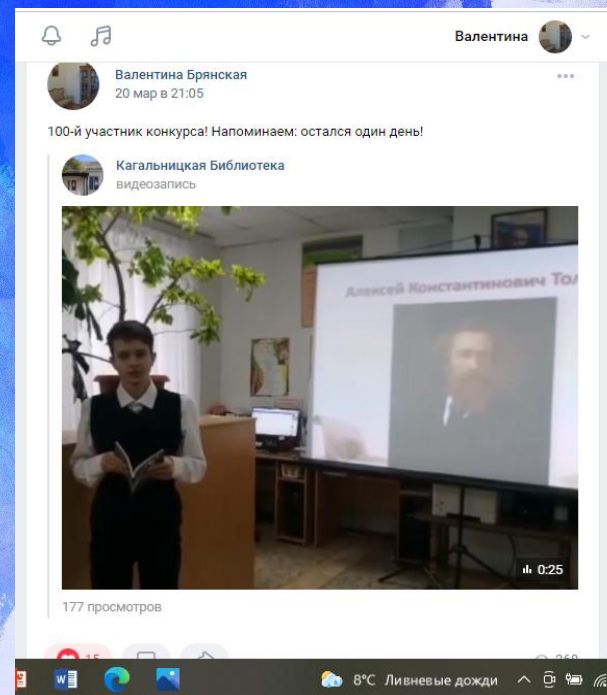 Валентина
Валентина Брянская
20 мар в 21:05
100-й участник конкурса! Напоминаем: остался один день!
Кагальницкая Библиотека
видеозапись
Алексей Константинович
0:25
177 просмотров
15
268
8°C Ливневые дожди